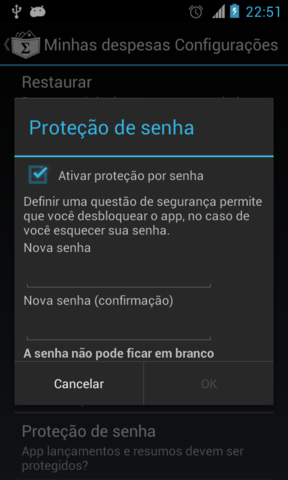 22:51
Minhas despesas Configurações
Restaurar
Proteção de senha
Ativar proteção por senha
Definir uma questão de segurança permite
que você desbloquear o app, no caso de
você esquecer sua senha.
Nova senha
Nova senha (confirmação)
A senha não pode ficar em branco
Cancelar
OK
Proteção de senha
App lançamentos e resumos devem ser
protegidos?